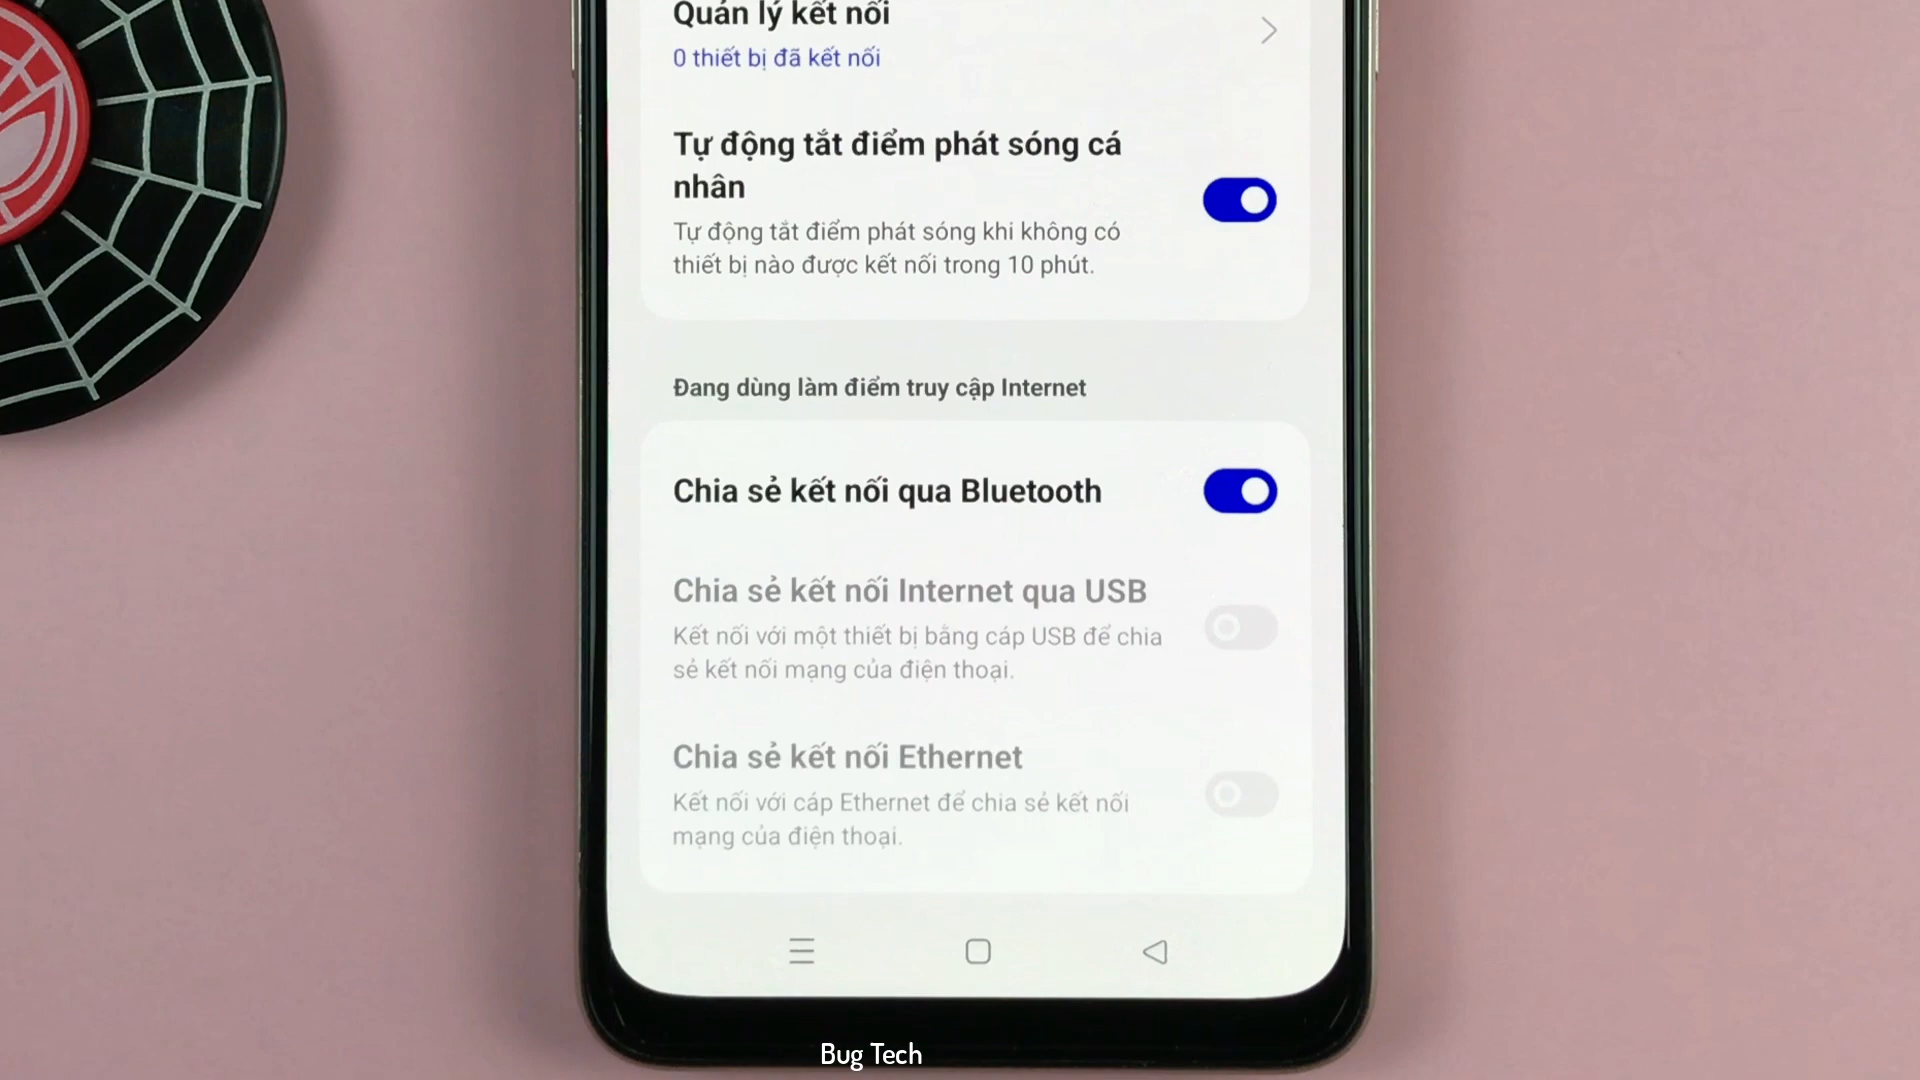 Quản lý kết nối
0 thiết bị đã kết nối
Tự động tắt điểm phát sóng cá
nhân
Tự động tắt điểm phát sóng khi không có
thiết bị nào được kết nối trong 10 phút.
Đang dùng làm điểm truy cập Internet
Chia sẻ kết nối qua Bluetooth
Chia sẻ kết nối Internet qua USB
Kết nối với một thiết bị bằng cáp USB để chia
sẻ kết nối mạng của điện thoại.
Chia sẻ kết nối Ethernet
Kết nối với cáp Ethernet để chia sẻ kết nối
mạng của điện thoại.
Bug Tech